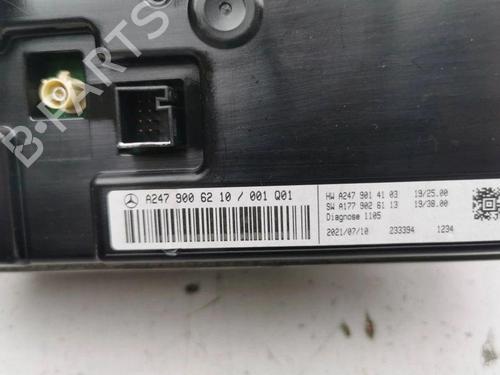 B-PARTS
A247 900 62 10 / 001 Q01
HW A247 901 41 03 19/25.00
SW A177 902 61 13 19/38.00
Diagnose 1105
2021/07/10 233394 1234